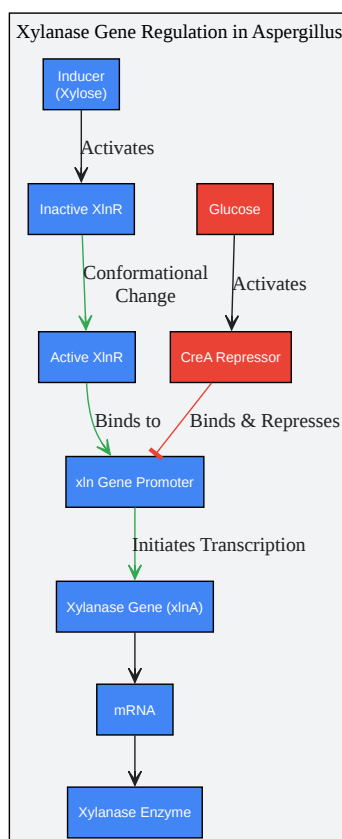 Xylanase Gene Regulation in Aspergillus
Inducer
(Xylose)
Activates
Inactive XlnR
Glucose
Conformational
Change
Activates
Active XlnR
CreA Repressor
Binds to
Binds & Represses
xln Gene Promoter
Initiates Transcription
Xylanase Gene (xlnA)
mRNA
Xylanase Enzyme